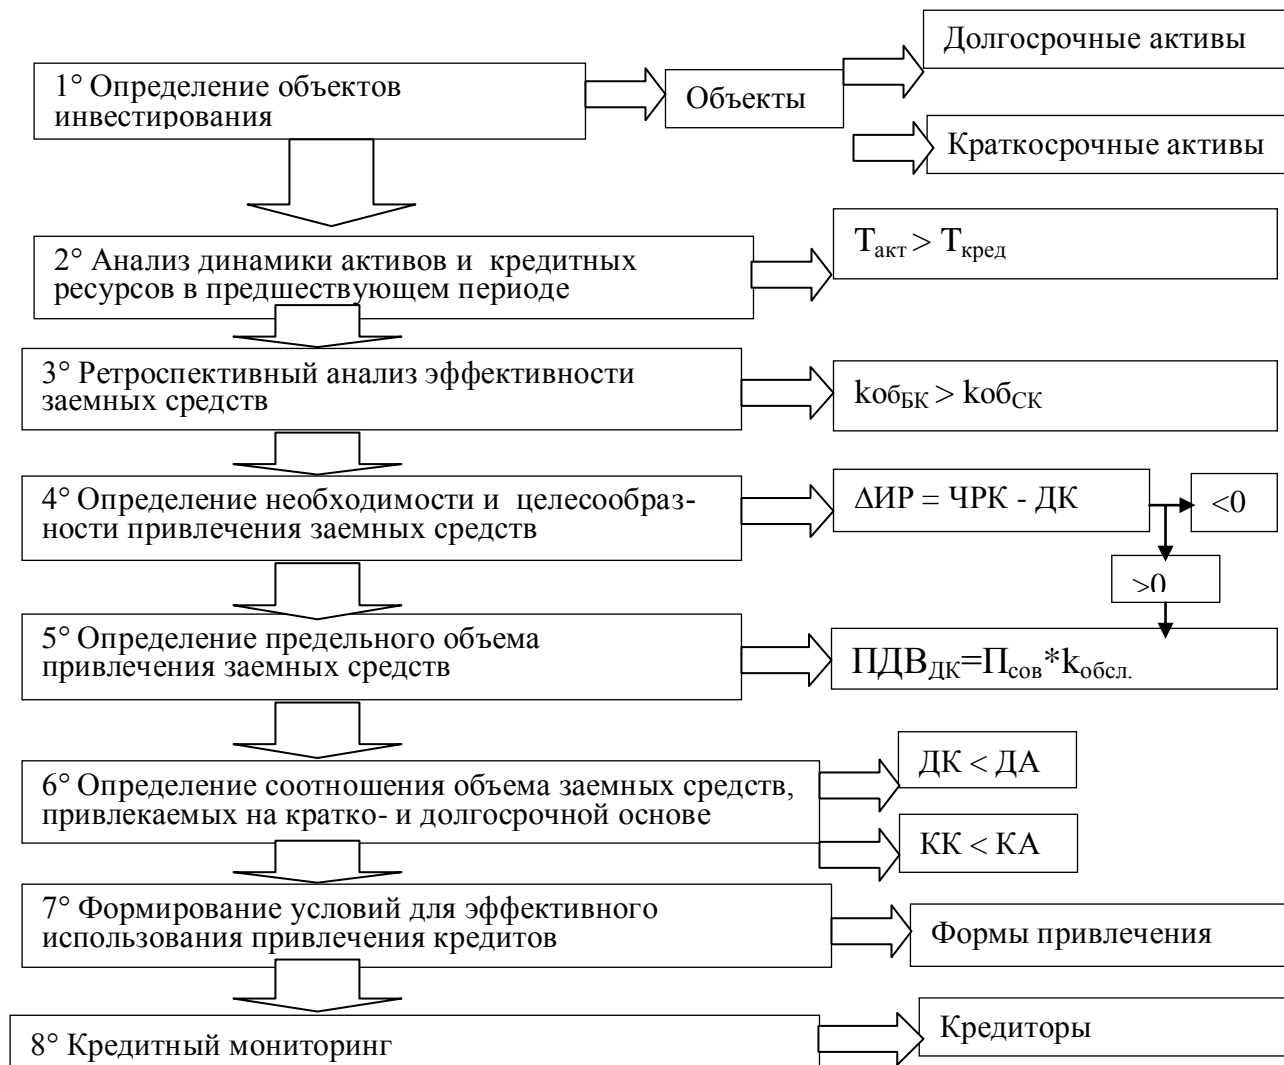 1° Определение объектов
инвестирования
Объекты
Долгосрочные активы
Краткосрочные активы
2° Анализ динамики активов и кредитных
ресурсов в предшествующем периоде
Tакт > Tкред
3° Ретроспективный анализ эффективности
заемных средств
kобБК > kобСК
4° Определение необходимости и целесообраз-
ности привлечения заемных средств
ΔИР = ЧРК - ДК
<0
>0
5° Определение предельного объема
привлечения заемных средств
ПДВДК=Псов*kобсл.
6° Определение соотношения объема заемных средств,
привлекаемых на кратко- и долгосрочной основе
ДК < ДА
КК < КА
7° Формирование условий для эффективного
использования привлечения кредитов
Формы привлечения
8° Кредитный мониторинг
Кредиторы